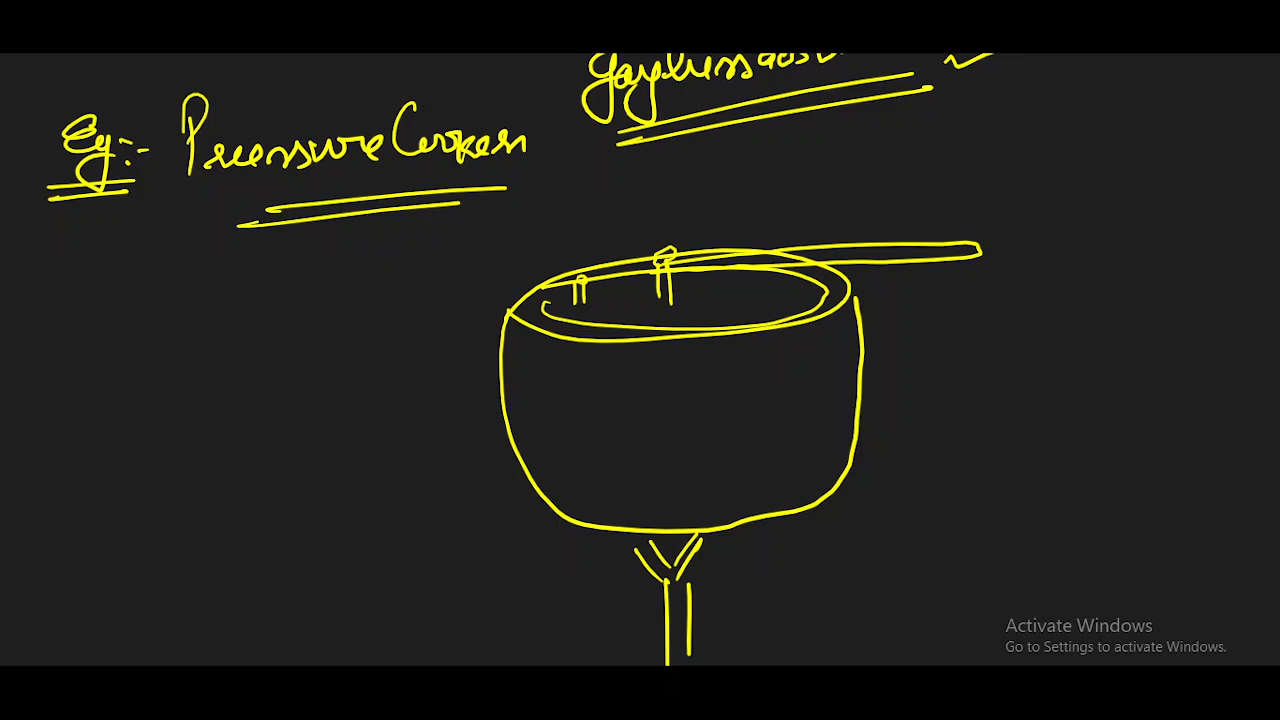 Eg:- Pressure Cooker
Activate Windows
Go to Settings to activate Windows.